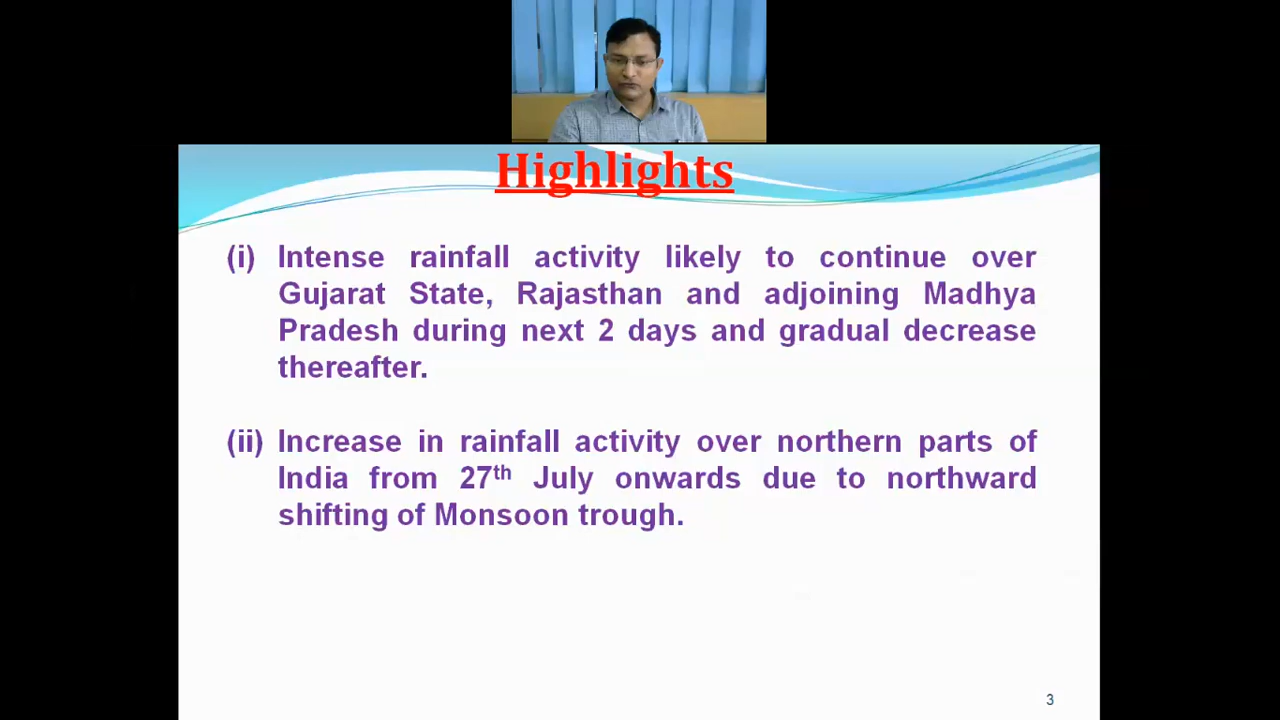 Highlights
(i) Intense rainfall activity likely to continue over
Gujarat State, Rajasthan and adjoining Madhya
Pradesh during next 2 days and gradual decrease
thereafter.
(ii) Increase in rainfall activity over northern parts of
India from 27th July onwards due to northward
shifting of Monsoon trough.
3